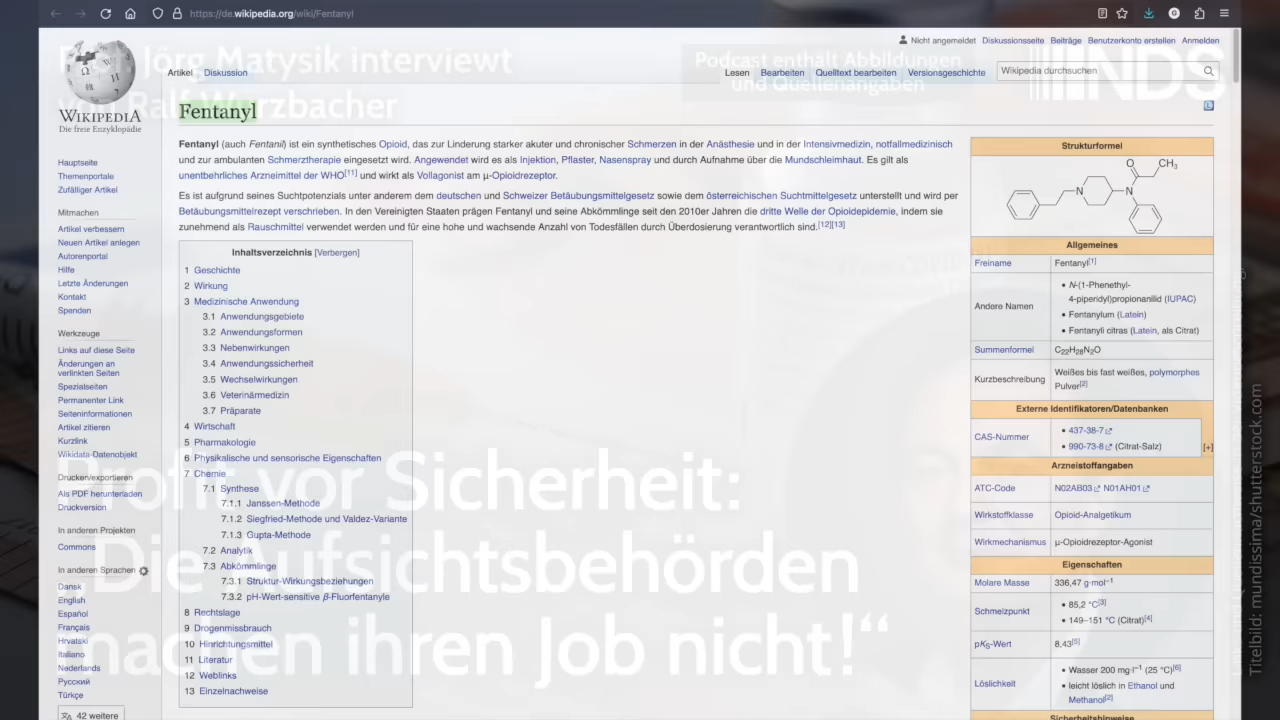 https://de.wikipedia.org/wiki/Fentanyl
Nicht angemeldet Diskussionsseite Beiträge Benutzerkonto erstellen Anmelden
Jörg Matysik interviewt
Podcast enthält Abbildungen
und Quellenangaben
NDS
Artikel Diskussion
Lesen Bearbeiten Quelltext bearbeiten Versionsgeschichte
Wikipedia durchsuchen
WIKIPEDIA
Die freie Enzyklopädie
Hauptseite
Themenportale
Zufälliger Artikel
Mitmachen
Artikel verbessern
Neuen Artikel anlegen
Autorenportal
Hilfe
Letzte Änderungen
Kontakt
Spenden
Werkzeuge
Links auf diese Seite
Änderungen an
verlinkten Seiten
Spezialseiten
Permanenter Link
Seiteninformationen
Artikel zitieren
Kurzlink
Wikidata-Datenobjekt
Drucken/exportieren
Als PDF herunterladen
Druckversion
In anderen Projekten
Commons
In anderen Sprachen
Dansk
English
Español
Français
Hrvatski
Italiano
Nederlands
Русский
Türkçe
42 weitere
Fentanyl
Fentanyl (auch Fentanil) ist ein synthetisches Opioid, das zur Linderung starker akuter und chronischer Schmerzen in der Anästhesie und in der Intensivmedizin, notfallmedizinisch
und zur ambulanten Schmerztherapie eingesetzt wird. Angewendet wird es als Injektion, Pflaster, Nasenspray und durch Aufnahme über die Mundschleimhaut. Es gilt als
unentbehrliches Arzneimittel der WHO[11] und wirkt als Vollagonist am μ-Opioidrezeptor.
Es ist aufgrund seines Suchtpotenzials unter anderem dem deutschen und Schweizer Betäubungsmittelgesetz sowie dem österreichischen Suchtmittelgesetz unterstellt und wird per
Betäubungsmittelrezept verschrieben. In den Vereinigten Staaten prägen Fentanyl und seine Abkömmlinge seit den 2010er Jahren die dritte Welle der Opioidepidemie, indem sie
zunehmend als Rauschmittel verwendet werden und für eine hohe und wachsende Anzahl von Todesfällen durch Überdosierung verantwortlich sind.[12][13]
Inhaltsverzeichnis [Verbergen]
1 Geschichte
2 Wirkung
3 Medizinische Anwendung
3.1 Anwendungsgebiete
3.2 Anwendungsformen
3.3 Nebenwirkungen
3.4 Anwendungssicherheit
3.5 Wechselwirkungen
3.6 Veterinärmedizin
3.7 Präparate
4 Wirtschaft
5 Pharmakologie
6 Physikalische und sensorische Eigenschaften
7 Chemie
7.1 Synthese
7.1.1 Janssen-Methode
7.1.2 Siegfried-Methode und Valdez-Variante
7.1.3 Gupta-Methode
7.2 Analytik
7.3 Abkömmlinge
7.3.1 Struktur-Wirkungsbeziehungen
7.3.2 pH-Wert-sensitive β-Fluorfentanyle
8 Rechtslage
9 Drogenmissbrauch
10 Hinrichtungsmittel
11 Literatur
12 Weblinks
13 Einzelnachweise
Profit vor Sicherheit:
Die Aufsichtsbehörden
machen ihren Job nicht!“
Strukturformel
O CH3
N N
Allgemeines
Freiname Fentanyl[1]
Andere Namen
• N-(1-Phenethyl-
4-piperidyl)propionanilid (IUPAC)
• Fentanylum (Latein)
• Fentanyli citras (Latein, als Citrat)
Summenformel C22H28N2O
Kurzbeschreibung Weißes bis fast weißes, polymorphes
Pulver[2]
Externe Identifikatoren/Datenbanken
CAS-Nummer
• 437-38-7
• 990-73-8 (Citrat-Salz)
[+]
Arzneistoffangaben
ATC-Code N02AB03 N01AH01
Wirkstoffklasse Opioid-Analgetikum
Wirkmechanismus μ-Opioidrezeptor-Agonist
Eigenschaften
Molare Masse 336,47 g·mol−1
Schmelzpunkt
• 85,2 °C[3]
• 149–151 °C (Citrat)[4]
pKS-Wert 8,43[5]
Löslichkeit
• Wasser 200 mg·l−1 (25 °C)[6]
• leicht löslich in Ethanol und
Methanol[2]
Sicherheitshinweise
Titelbild: mundissima/shutterstock.com